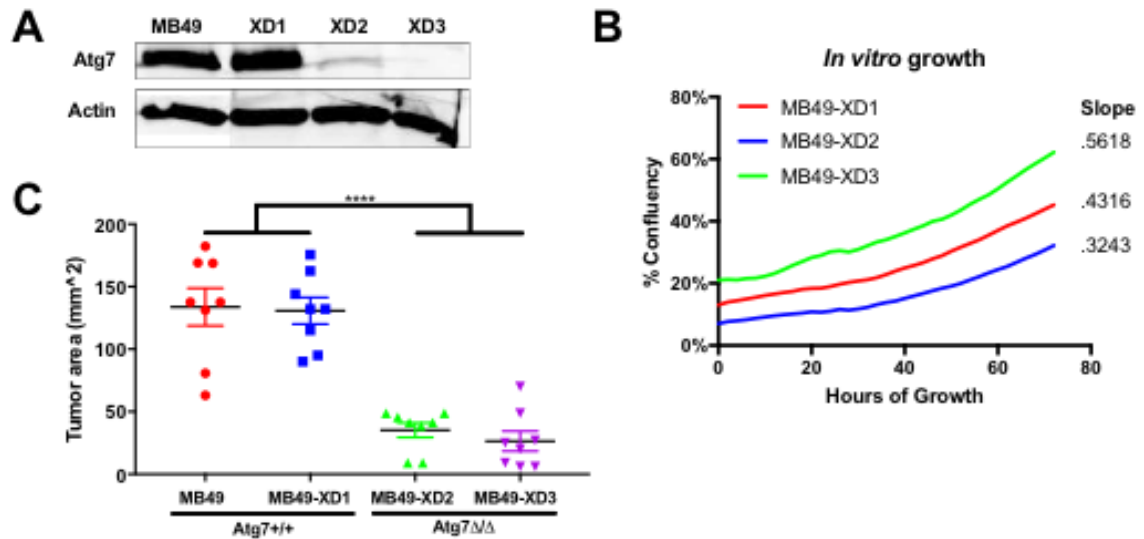 A
MB49 XD1 XD2 XD3
Atg7
Actin
B
In vitro growth
80%
60%
40%
20%
0%
% Confluency
MB49-XD1
MB49-XD2
MB49-XD3
Slope
.5618
.4316
.3243
0 20 40 60 80
Hours of Growth
C
****
200
150
100
50
0
Tumor area (mm^2)
MB49 MB49-XD1 MB49-XD2 MB49-XD3
Atg7+/+ Atg7Δ/Δ